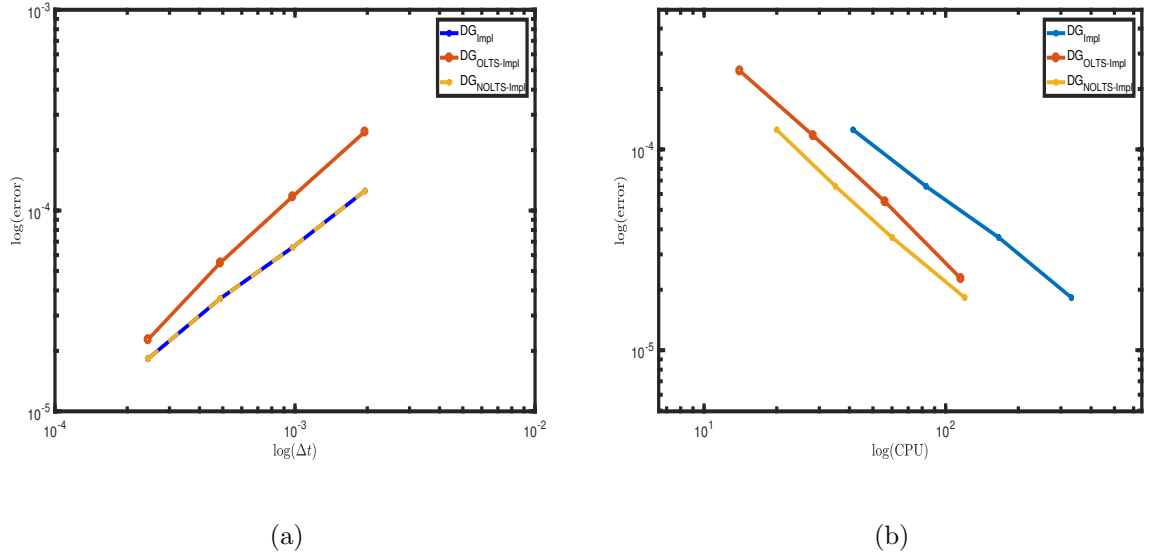 10^-3
10^-4
10^-5
log(error)
10^-4
10^-3
10^-2
log(Δt)
DG_Impl
DG_OLTS-Impl
DG_NOLTS-Impl
(a)
10^-4
10^-5
log(error)
10^1
10^2
log(CPU)
DG_Impl
DG_OLTS-Impl
DG_NOLTS-Impl
(b)